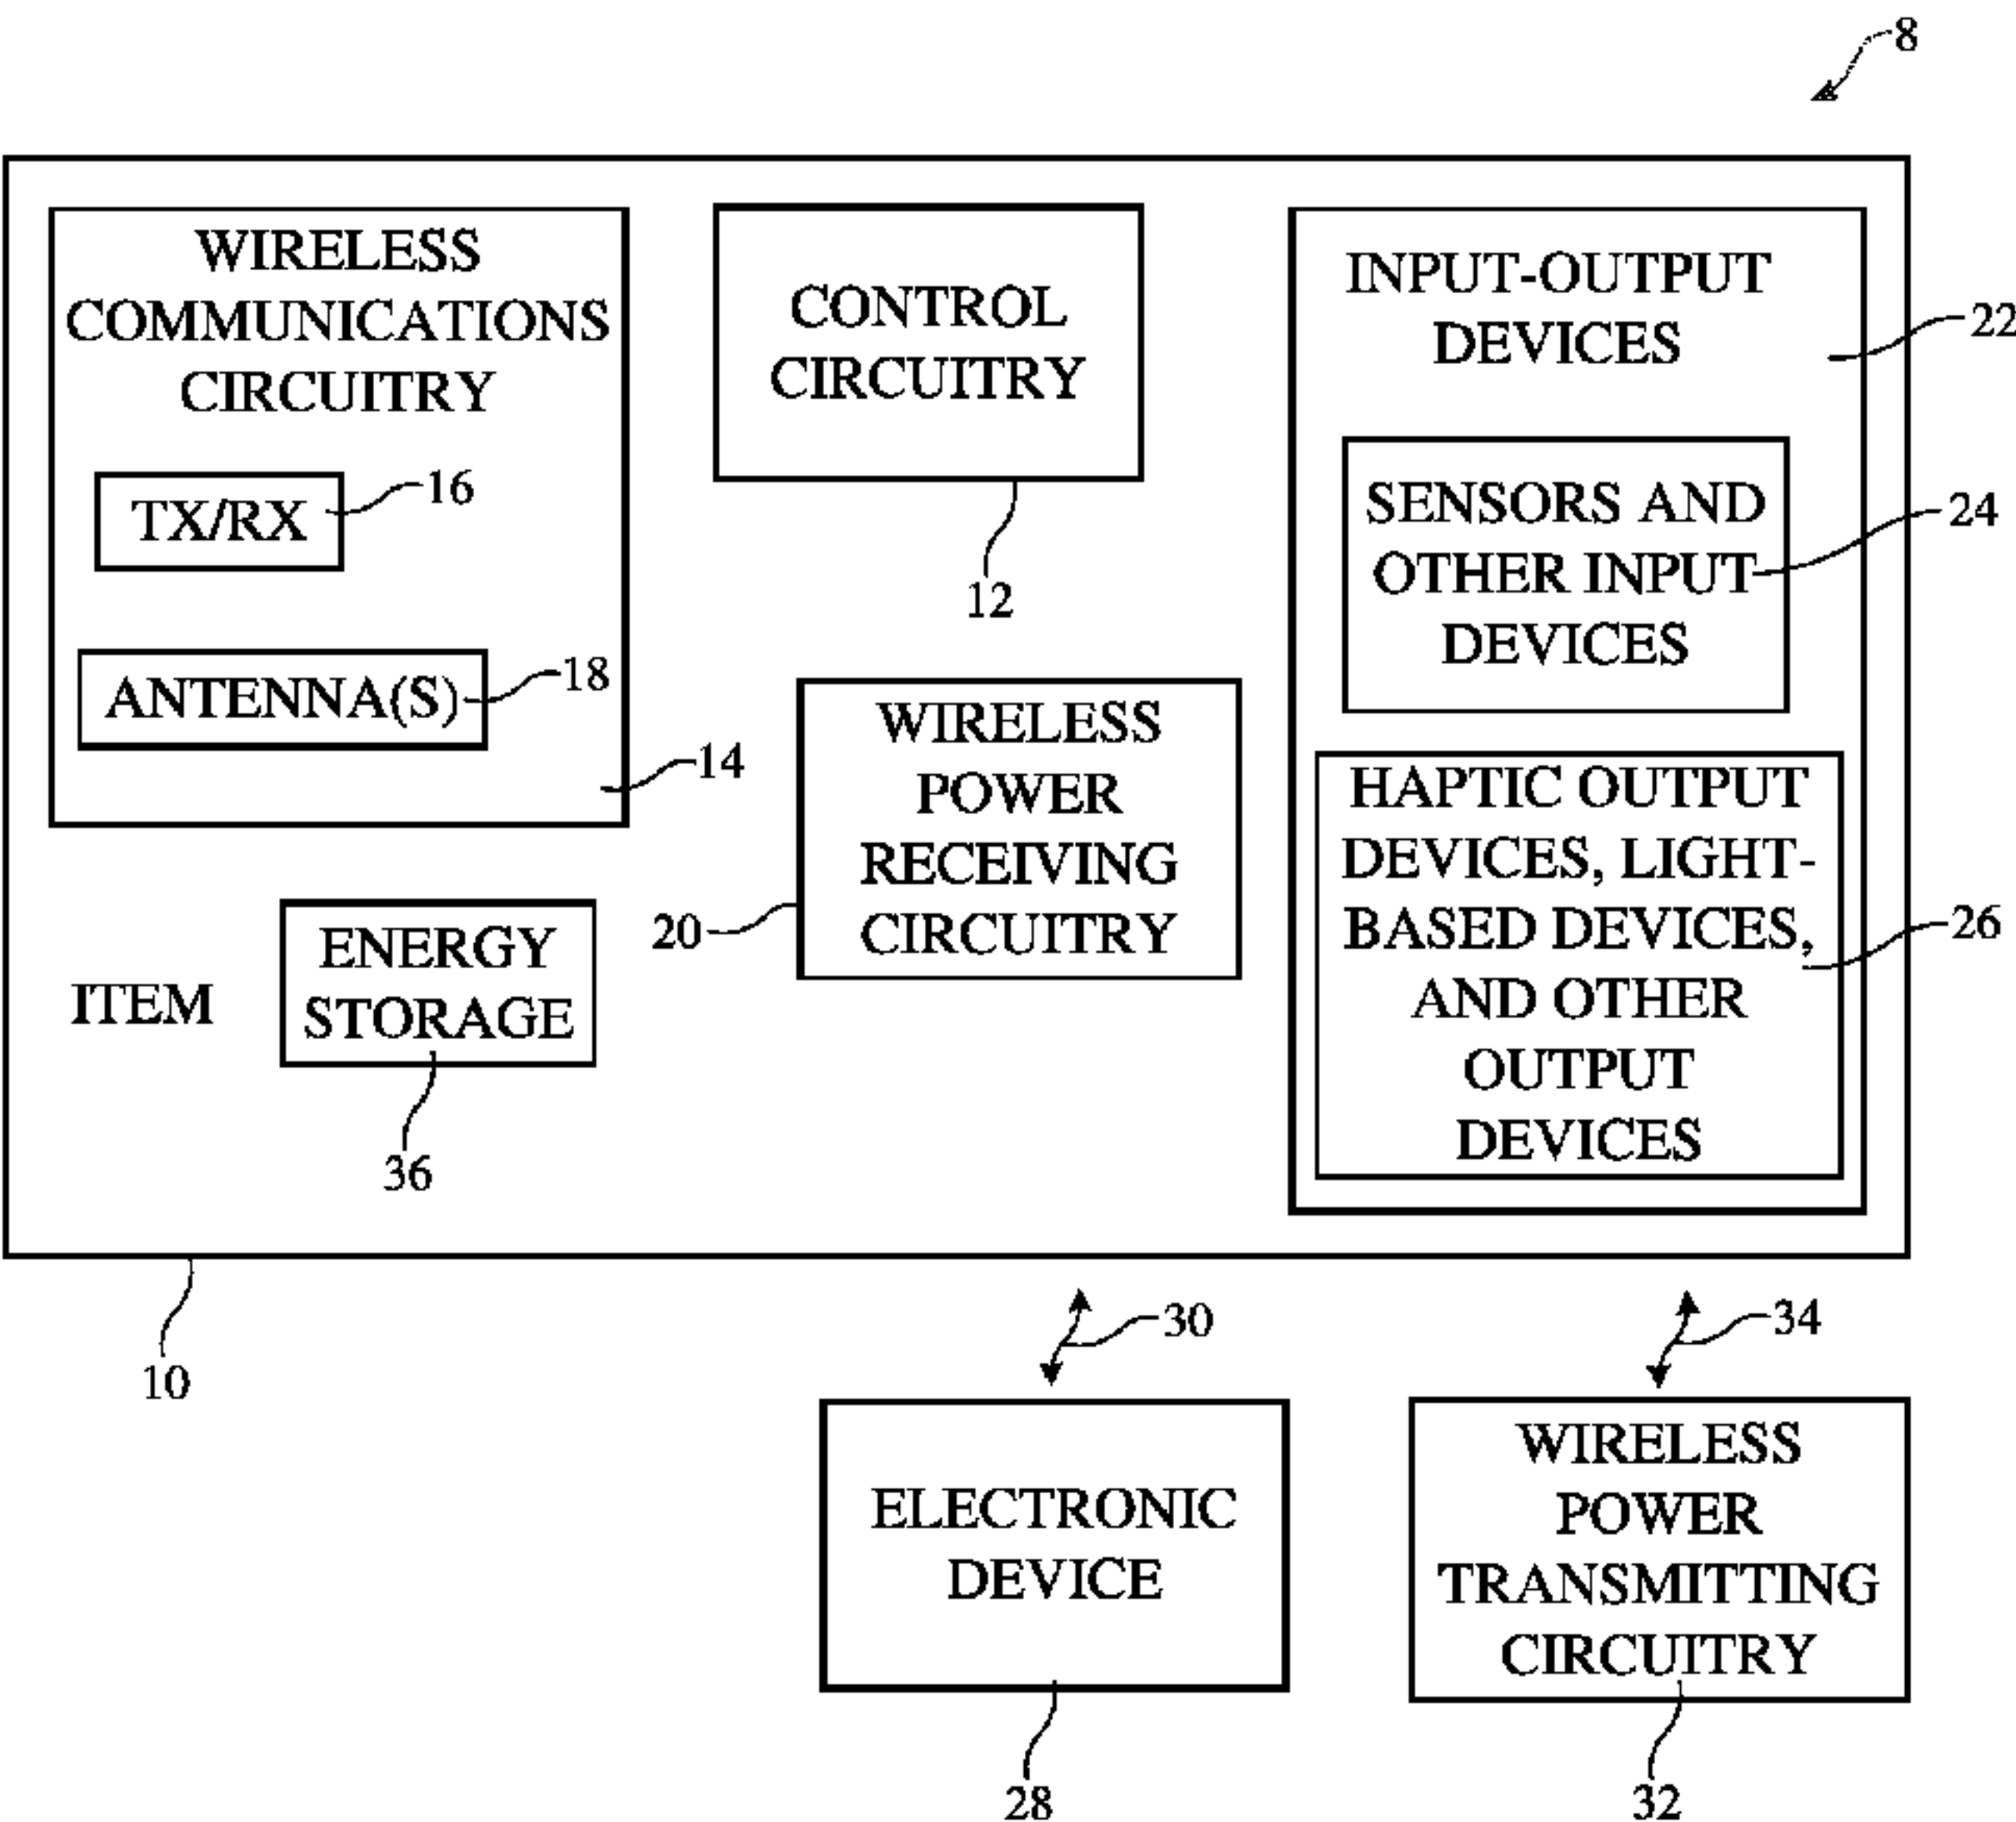 8
WIRELESS
COMMUNICATIONS
CIRCUITRY
TX/RX
16
ANTENNA(S)
18
14
CONTROL
CIRCUITRY
12
WIRELESS
POWER
RECEIVING
CIRCUITRY
20
INPUT-OUTPUT
DEVICES
22
SENSORS AND
OTHER INPUT
DEVICES
24
HAPTIC OUTPUT
DEVICES, LIGHT-
BASED DEVICES,
AND OTHER
OUTPUT
DEVICES
26
ITEM
ENERGY
STORAGE
36
10
30
34
ELECTRONIC
DEVICE
28
WIRELESS
POWER
TRANSMITTING
CIRCUITRY
32